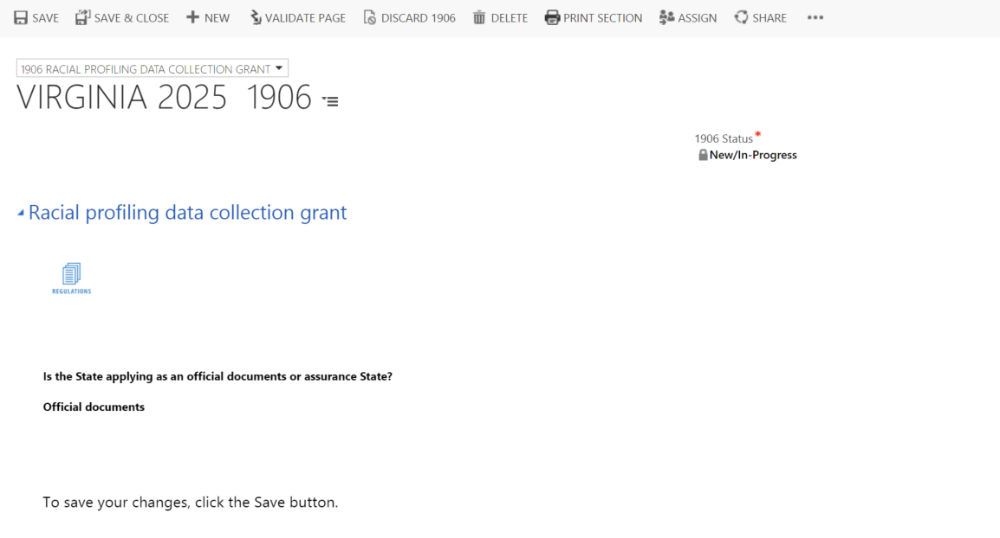 SAVE SAVE & CLOSE NEW VALIDATE PAGE DISCARD 1906 DELETE PRINT SECTION ASSIGN SHARE
1906 RACIAL PROFILING DATA COLLECTION GRANT
VIRGINIA 2025 1906
1906 Status*
New/In-Progress
Racial profiling data collection grant
REGULATIONS
Is the State applying as an official documents or assurance State?
Official documents
To save your changes, click the Save button.